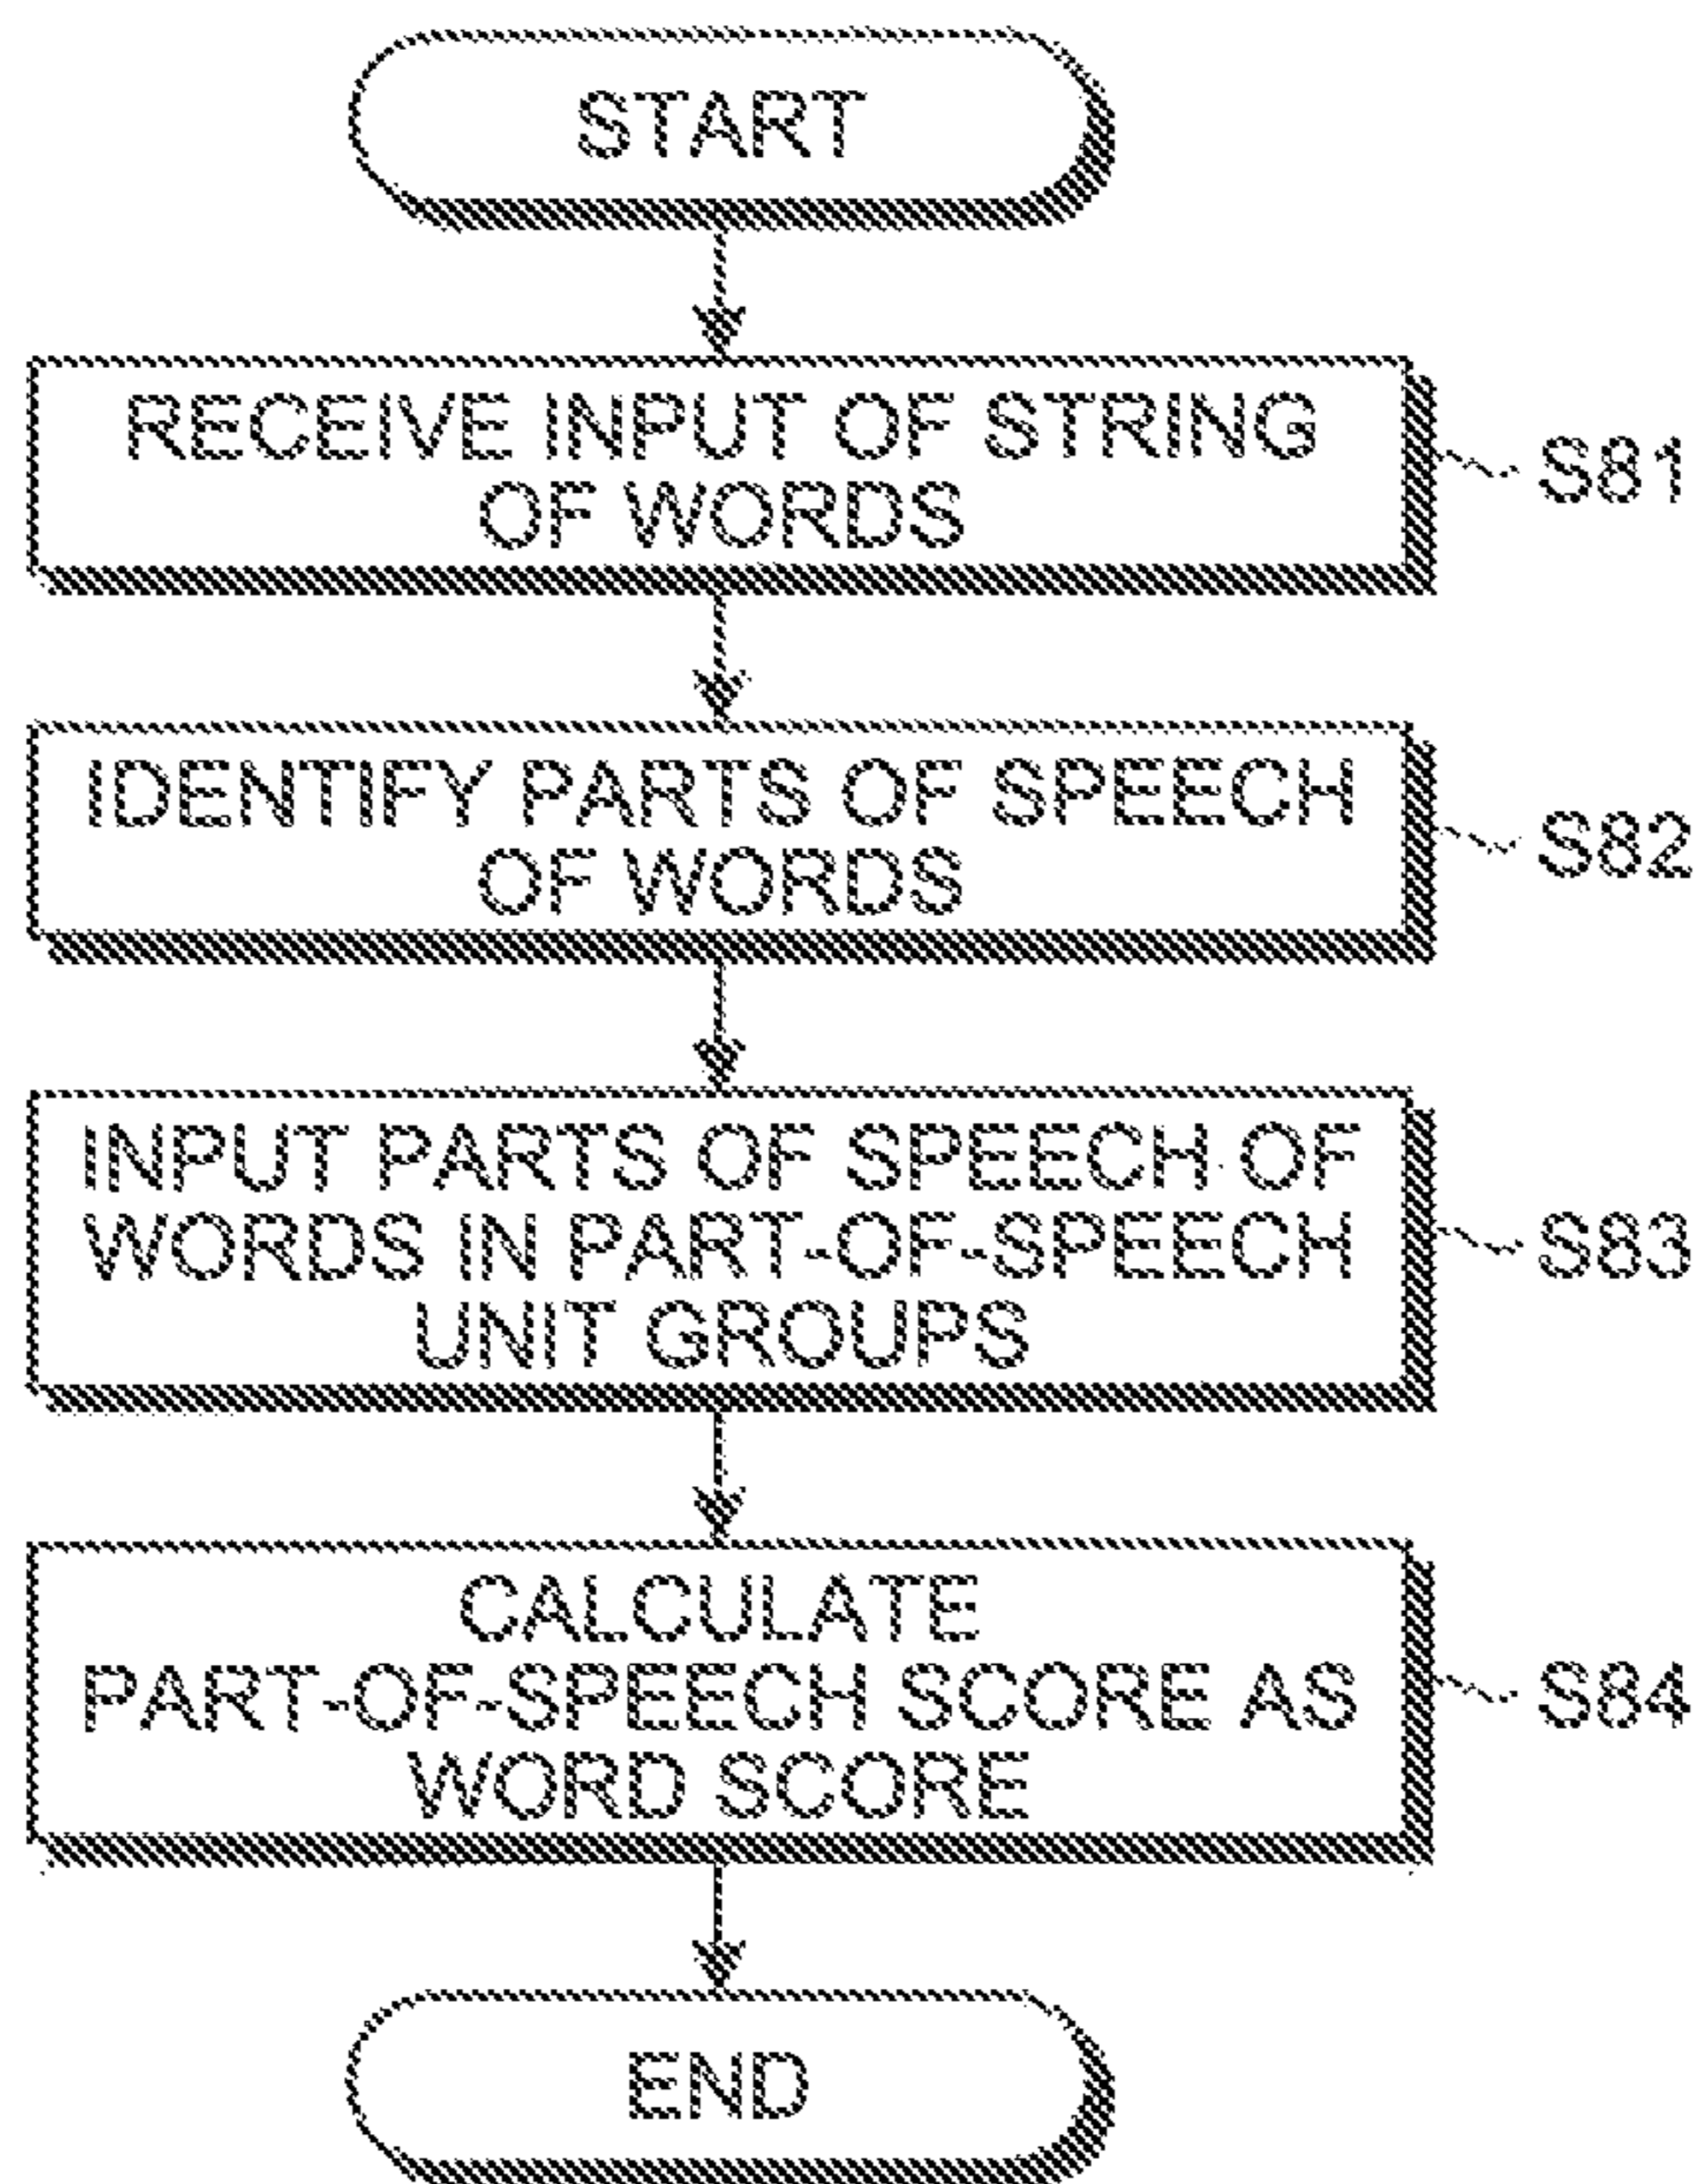 START
RECEIVE INPUT OF STRING
OF WORDS
S81
IDENTIFY PARTS OF SPEECH
OF WORDS
S82
INPUT PARTS OF SPEECH OF
WORDS IN PART-OF-SPEECH
UNIT GROUPS
S83
CALCULATE
PART-OF-SPEECH SCORE AS
WORD SCORE
S84
END